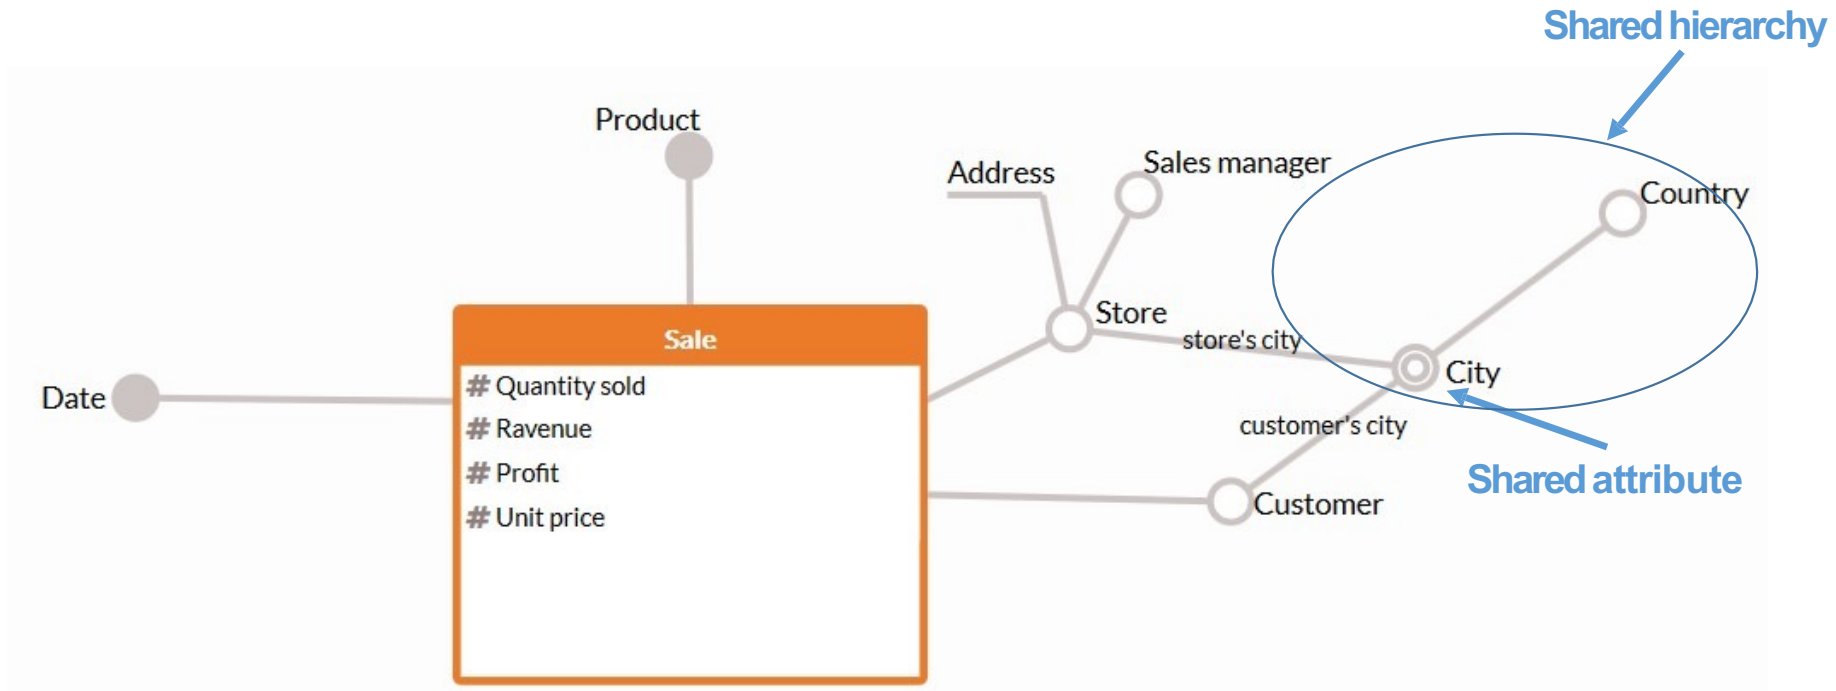 Shared hierarchy
Product
Address
Sales manager
Country
Store
store's city
Sale
City
Date
# Quantity sold
# Ravenue
# Profit
# Unit price
customer's city
Shared attribute
Customer